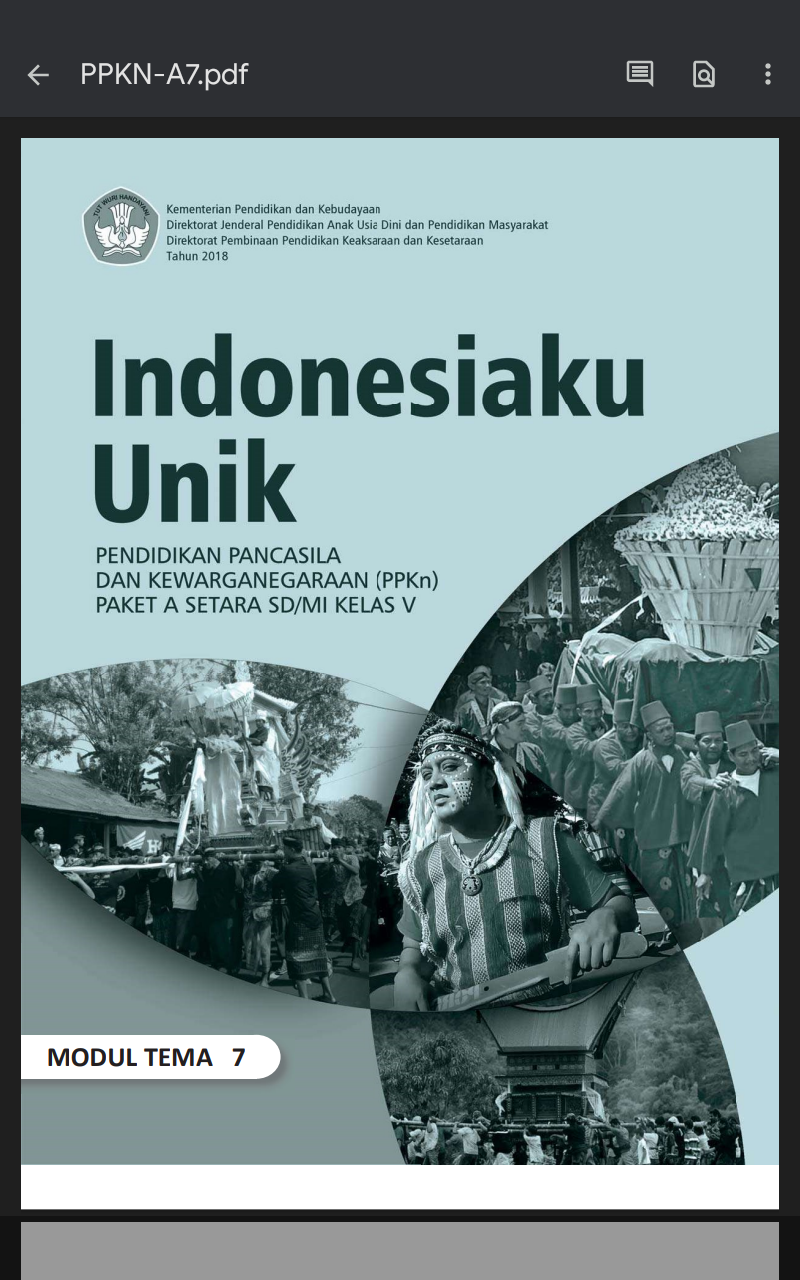 PPKN-A7.pdf
TUT WURI HANDAYANI
Kementerian Pendidikan dan Kebudayaan
Direktorat Jenderal Pendidikan Anak Usia Dini dan Pendidikan Masyarakat
Direktorat Pembinaan Pendidikan Keaksaraan dan Kesetaraan
Tahun 2018
Indonesiaku
Unik
PENDIDIKAN PANCASILA
DAN KEWARGANEGARAAN (PPKn)
PAKET A SETARA SD/MI KELAS V
MODUL TEMA 7